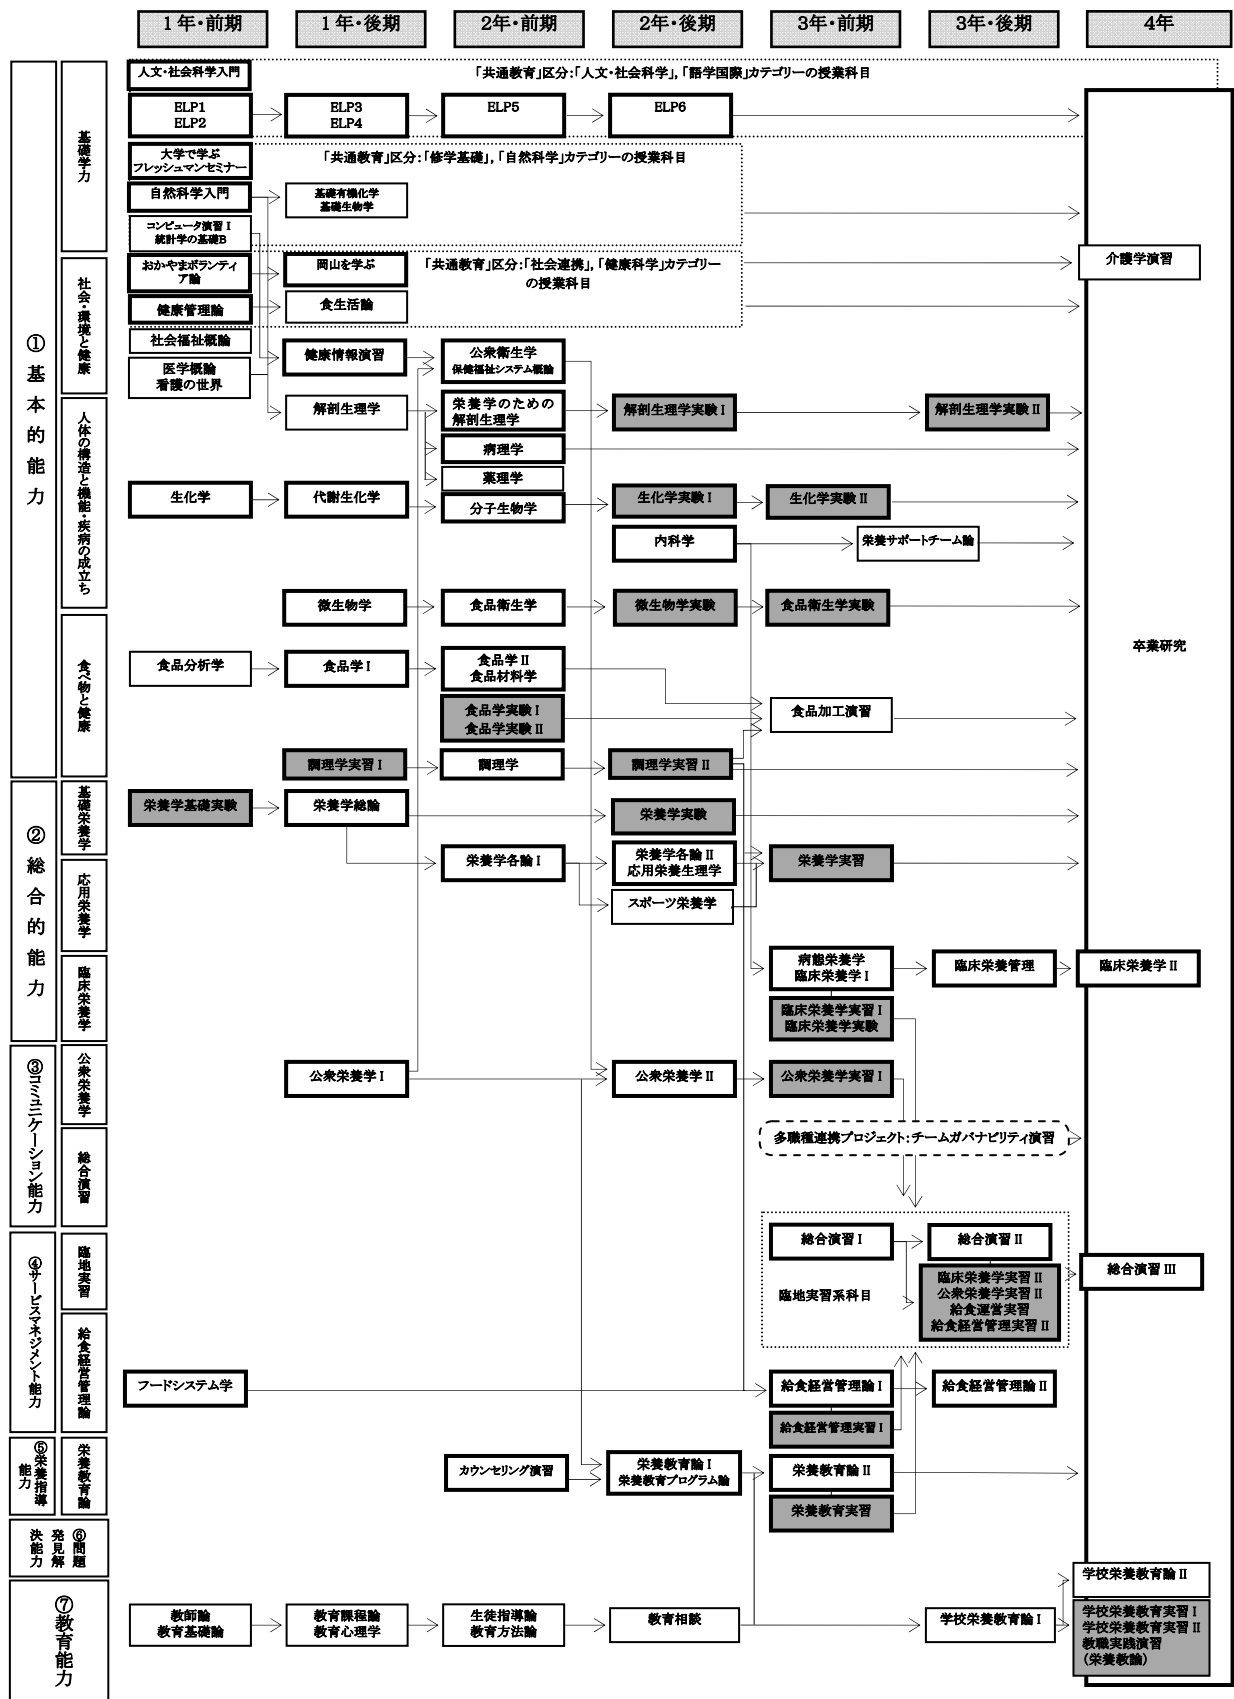 1年・前期
1年・後期
2年・前期
2年・後期
3年・前期
3年・後期
4年
①基本的能力
基礎学力
人文・社会科学入門
「共通教育」区分：「人文・社会科学」，「語学国際」カテゴリーの授業科目
ELP1
ELP2
ELP3
ELP4
ELP5
ELP6
大学で学ぶ
フレッシュマンセミナー
「共通教育」区分：「修学基礎」，「自然科学」カテゴリーの授業科目
自然科学入門
基礎有機化学
基礎生物学
コンピュータ演習Ⅰ
統計学の基礎B
社会・環境と健康
おかやまボランティ
ア論
岡山を学ぶ
「共通教育」区分：「社会連携」，「健康科学」カテゴリー
の授業科目
介護学演習
健康管理論
食生活論
社会福祉概論
医学概論
看護の世界
健康情報演習
公衆衛生学
保健福祉システム概論
人体の構造と機能・疾病の成立ち
解剖生理学
栄養学のための
解剖生理学
解剖生理学実験Ⅰ
解剖生理学実験Ⅱ
病理学
薬理学
生化学
代謝生化学
分子生物学
生化学実験Ⅰ
生化学実験Ⅱ
内科学
栄養サポートチーム論
微生物学
食品衛生学
微生物学実験
食品衛生学実験
食べ物と健康
食品分析学
食品学Ⅰ
食品学Ⅱ
食品材料学
卒業研究
食品学実験Ⅰ
食品学実験Ⅱ
食品加工演習
調理学実習Ⅰ
調理学
調理学実習Ⅱ
②総合的能力
基礎栄養学
栄養学基礎実験
栄養学総論
栄養学実験
応用栄養学
栄養学各論Ⅰ
栄養学各論Ⅱ
応用栄養生理学
栄養学実習
スポーツ栄養学
臨床栄養学
病態栄養学
臨床栄養学Ⅰ
臨床栄養管理
臨床栄養学Ⅱ
臨床栄養学実習Ⅰ
臨床栄養学実験
③コミュニケーション能力
公衆栄養学
公衆栄養学Ⅰ
公衆栄養学Ⅱ
公衆栄養学実習Ⅰ
総合演習
多職種連携プロジェクト：チームガバナビリティ演習
④サービスマネジメント能力
臨地実習
総合演習Ⅰ
総合演習Ⅱ
総合演習Ⅲ
臨地実習系科目
臨床栄養学実習Ⅱ
公衆栄養学実習Ⅱ
給食運営実習
給食経営管理実習Ⅱ
給食経営管理論
フードシステム学
給食経営管理論Ⅰ
給食経営管理論Ⅱ
給食経営管理実習Ⅰ
⑤栄養指導
能力
栄養教育論
カウンセリング演習
栄養教育論Ⅰ
栄養教育プログラム論
栄養教育論Ⅱ
栄養教育実習
⑥問題
発見解
決能力
⑦教育能力
教師論
教育基礎論
教育課程論
教育心理学
生徒指導論
教育方法論
教育相談
学校栄養教育論Ⅰ
学校栄養教育論Ⅱ
学校栄養教育実習Ⅰ
学校栄養教育実習Ⅱ
教職実践演習
(栄養教諭)